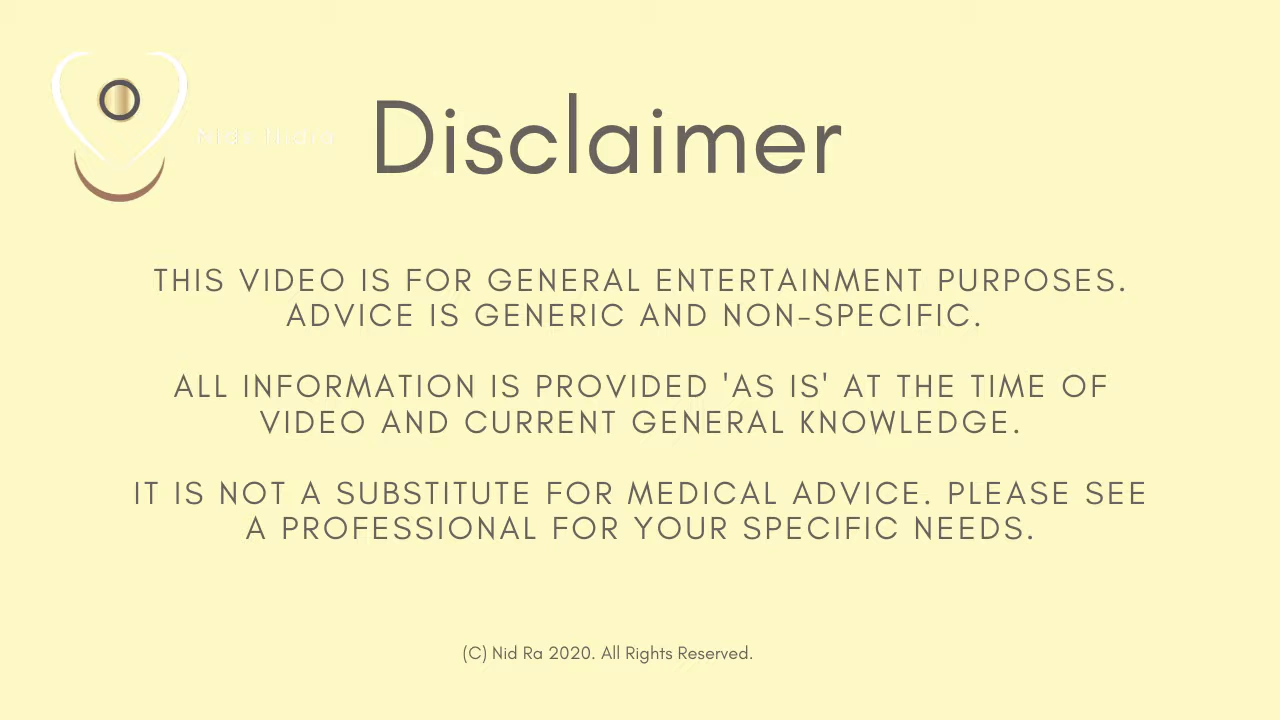 Disclaimer
THIS VIDEO IS FOR GENERAL ENTERTAINMENT PURPOSES.
ADVICE IS GENERIC AND NON-SPECIFIC.
ALL INFORMATION IS PROVIDED 'AS IS' AT THE TIME OF
VIDEO AND CURRENT GENERAL KNOWLEDGE.
IT IS NOT A SUBSTITUTE FOR MEDICAL ADVICE. PLEASE SEE
A PROFESSIONAL FOR YOUR SPECIFIC NEEDS.
(C) Nid Ra 2020. All Rights Reserved.